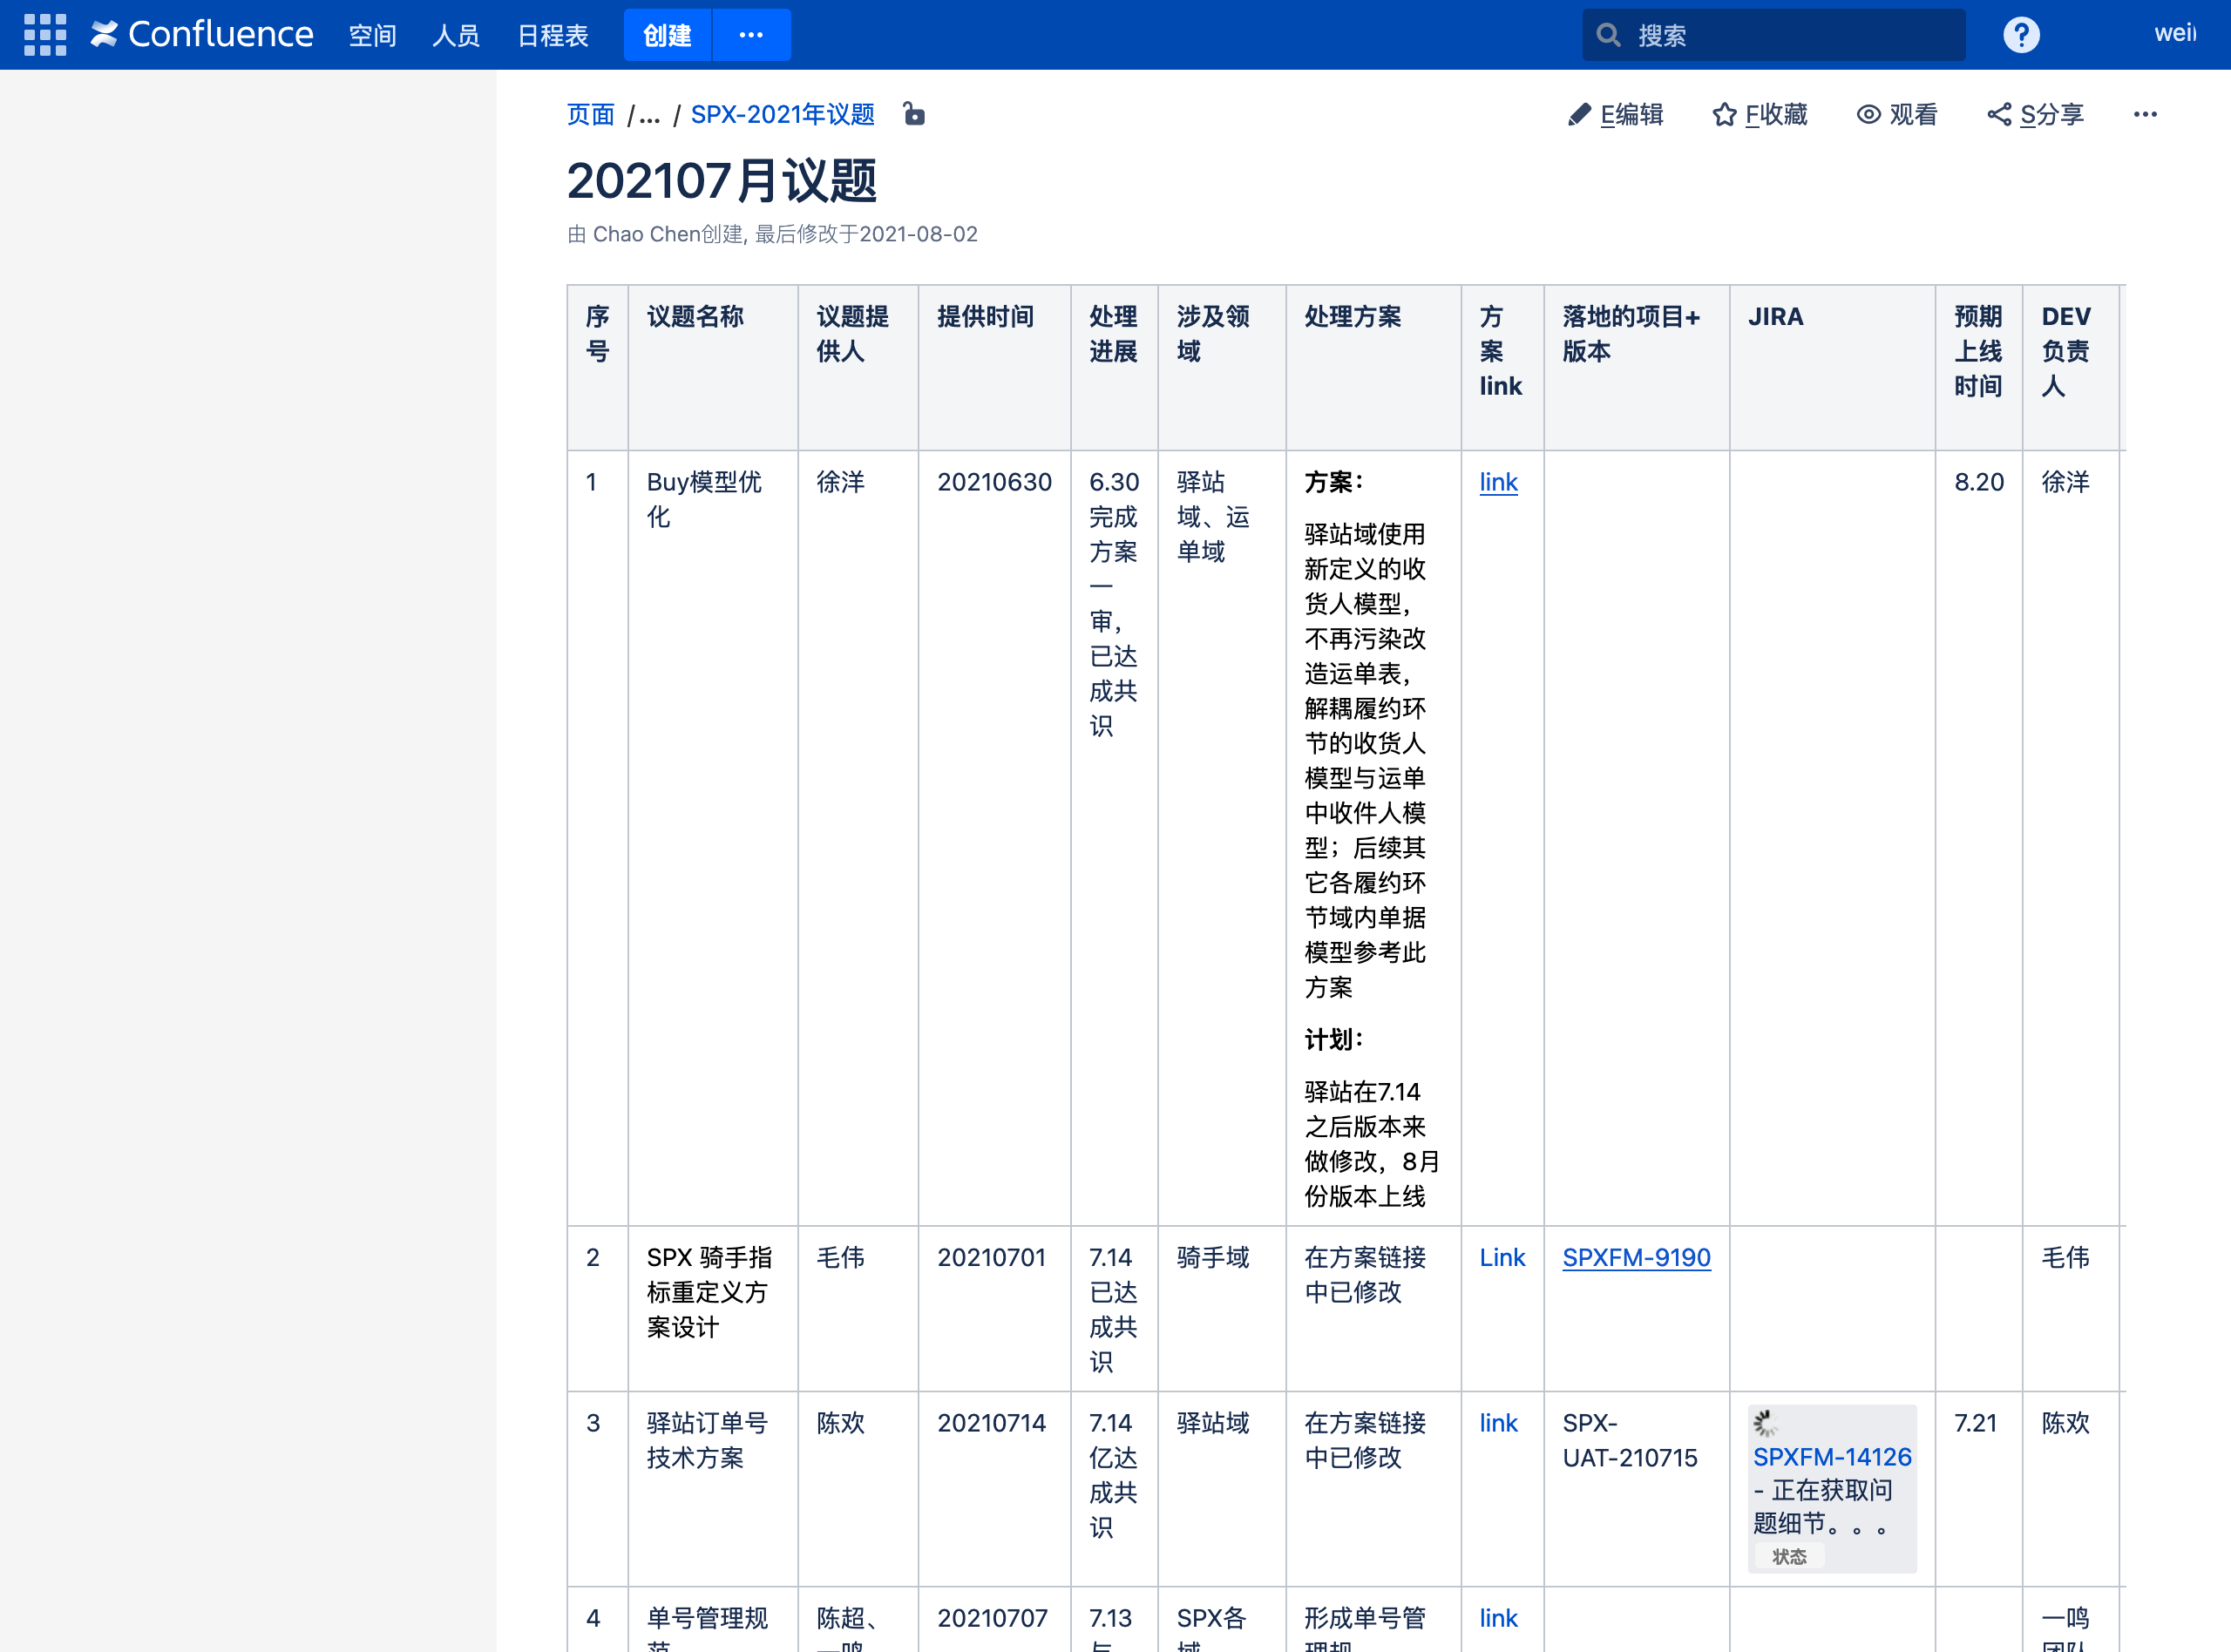 Confluence 空间 人员 日程表 创建 ··· 搜索 ?
页面 /... / SPX-2021年议题 E编辑 F收藏 观看 S分享 ···
202107月议题
由 Chao Chen创建, 最后修改于2021-08-02
序号 议题名称 议题提供人 提供时间 处理进展 涉及领域 处理方案 方案link 落地的项目+版本 JIRA 预期上线时间 DEV负责人
1
Buy模型优
化
徐洋
20210630
6.30
完成
方案
一
审，
已达
成共
识
驿站
域、运
单域
方案：
驿站域使用
新定义的收
货人模型，
不再污染改
造运单表，
解耦履约环
节的收货人
模型与运单
中收件人模
型；后续其
它各履约环
节域内单据
模型参考此
方案
计划：
驿站在7.14
之后版本来
做修改，8月
份版本上线
link
8.20
徐洋
2
SPX 骑手指
标重定义方
案设计
毛伟
20210701
7.14
已达
成共
识
骑手域
在方案链接
中已修改
Link
SPXFM-9190
毛伟
3
驿站订单号
技术方案
陈欢
20210714
7.14
亿达
成共
识
驿站域
在方案链接
中已修改
link
SPX-
UAT-210715
SPXFM-14126
- 正在获取问
题细节。。。
状态
7.21
陈欢
4
单号管理规
陈超、
20210707
7.13
SPX各
形成单号管
link
一鸣